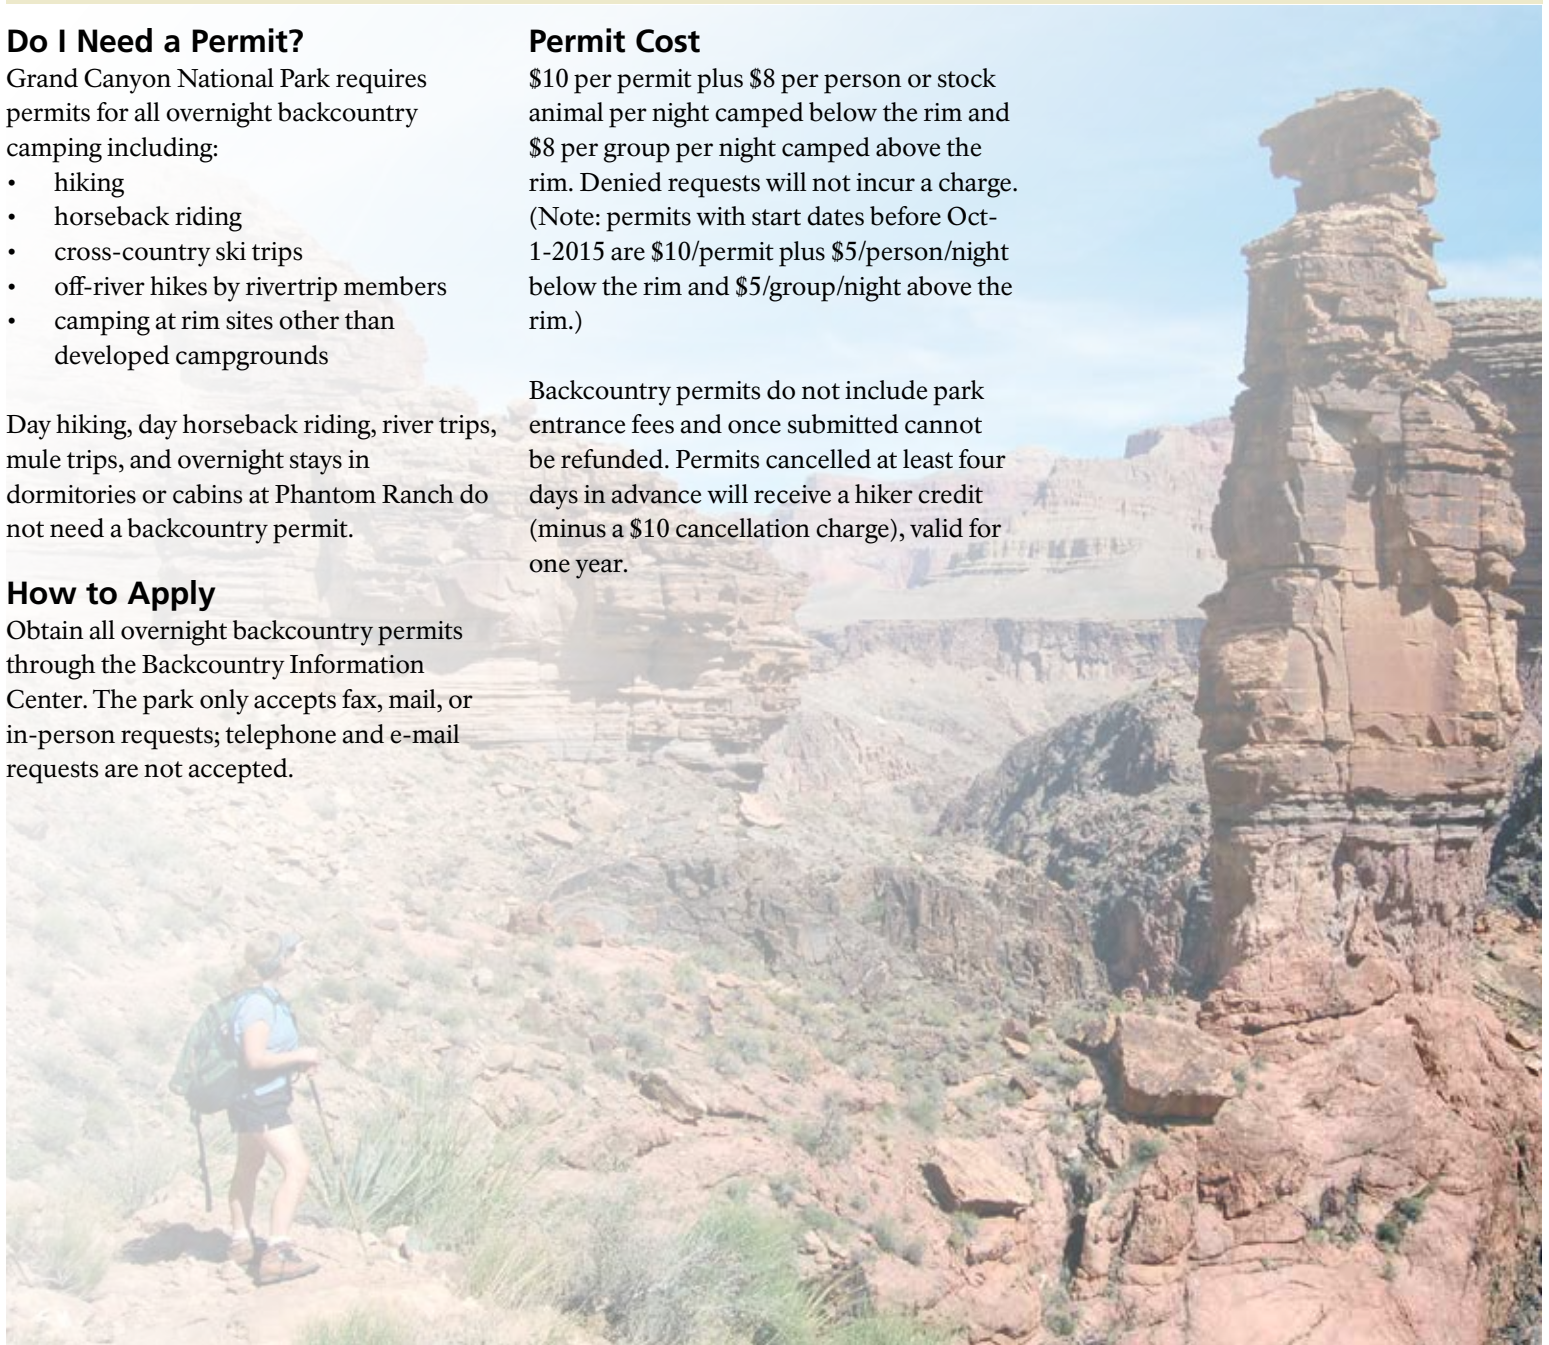 Do I Need a Permit?
Grand Canyon National Park requires
permits for all overnight backcountry
camping including:
• hiking
• horseback riding
• cross-country ski trips
• off-river hikes by rivertrip members
• camping at rim sites other than
developed campgrounds
Day hiking, day horseback riding, river trips,
mule trips, and overnight stays in
dormitories or cabins at Phantom Ranch do
not need a backcountry permit.
How to Apply
Obtain all overnight backcountry permits
through the Backcountry Information
Center. The park only accepts fax, mail, or
in-person requests; telephone and e-mail
requests are not accepted.
Permit Cost
$10 per permit plus $8 per person or stock
animal per night camped below the rim and
$8 per group per night camped above the
rim. Denied requests will not incur a charge.
(Note: permits with start dates before Oct-
1-2015 are $10/permit plus $5/person/night
below the rim and $5/group/night above the
rim.)
Backcountry permits do not include park
entrance fees and once submitted cannot
be refunded. Permits cancelled at least four
days in advance will receive a hiker credit
(minus a $10 cancellation charge), valid for
one year.